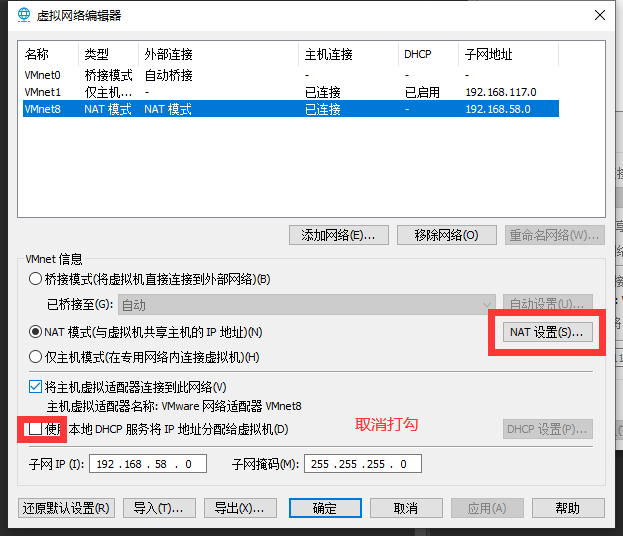 虚拟网络编辑器
名称 类型 外部连接 主机连接 DHCP 子网地址
VMnet0 桥接模式 自动桥接 - - -
VMnet1 仅主机... - 已连接 已启用 192.168.117.0
VMnet8 NAT 模式 NAT 模式 已连接 - 192.168.58.0
添加网络(E)... 移除网络(O) 重命名网络(W)...
VMnet 信息
桥接模式(将虚拟机直接连接到外部网络)(B)
已桥接至(G): 自动 自动设置(U)...
NAT 模式(与虚拟机共享主机的 IP 地址)(N) NAT 设置(S)...
仅主机模式(在专用网络内连接虚拟机)(H)
将主机虚拟适配器连接到此网络(V)
主机虚拟适配器名称: VMware 网络适配器 VMnet8
使用本地 DHCP 服务将 IP 地址分配给虚拟机(D) 取消打勾 DHCP 设置(P)...
子网 IP (I): 192 .168 . 58 . 0 子网掩码(M): 255 .255 .255 . 0
还原默认设置(R) 导入(T)... 导出(X)... 确定 取消 应用(A) 帮助